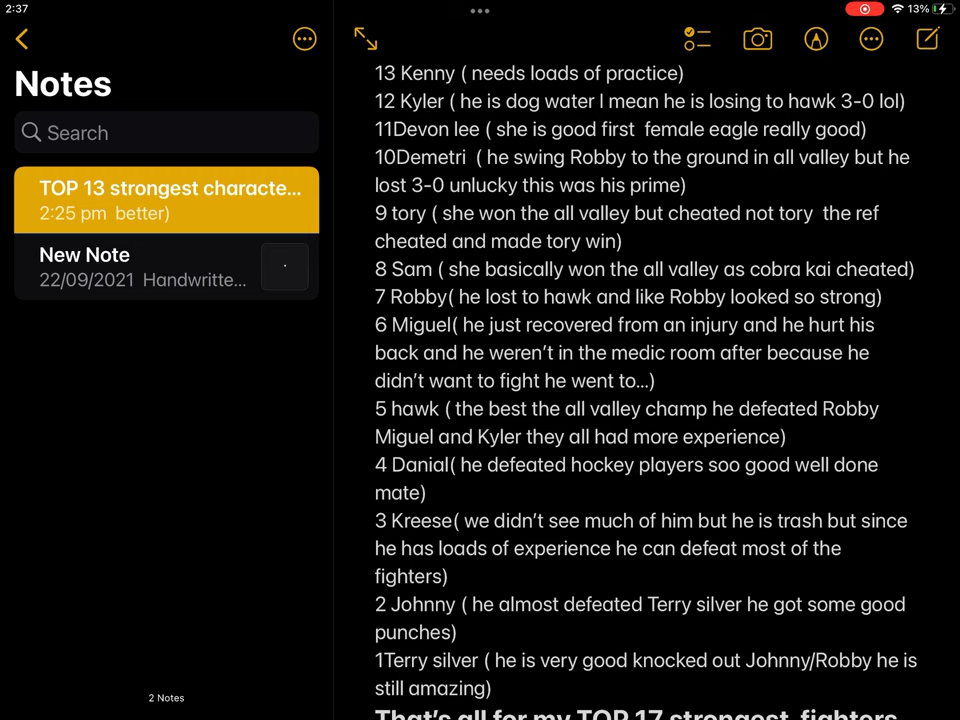 2:37
13%
Notes
Search
TOP 13 strongest characte...
2:25 pm better)
New Note
22/09/2021 Handwritte...
2 Notes
13 Kenny ( needs loads of practice)
12 Kyler ( he is dog water I mean he is losing to hawk 3-0 lol)
11Devon lee ( she is good first female eagle really good)
10Demetri ( he swing Robby to the ground in all valley but he
lost 3-0 unlucky this was his prime)
9 tory ( she won the all valley but cheated not tory the ref
cheated and made tory win)
8 Sam ( she basically won the all valley as cobra kai cheated)
7 Robby( he lost to hawk and like Robby looked so strong)
6 Miguel( he just recovered from an injury and he hurt his
back and he weren’t in the medic room after because he
didn’t want to fight he went to...)
5 hawk ( the best the all valley champ he defeated Robby
Miguel and Kyler they all had more experience)
4 Danial( he defeated hockey players soo good well done
mate)
3 Kreese( we didn’t see much of him but he is trash but since
he has loads of experience he can defeat most of the
fighters)
2 Johnny ( he almost defeated Terry silver he got some good
punches)
1Terry silver ( he is very good knocked out Johnny/Robby he is
still amazing)
That’s all for my TOP 17 strongest fighters